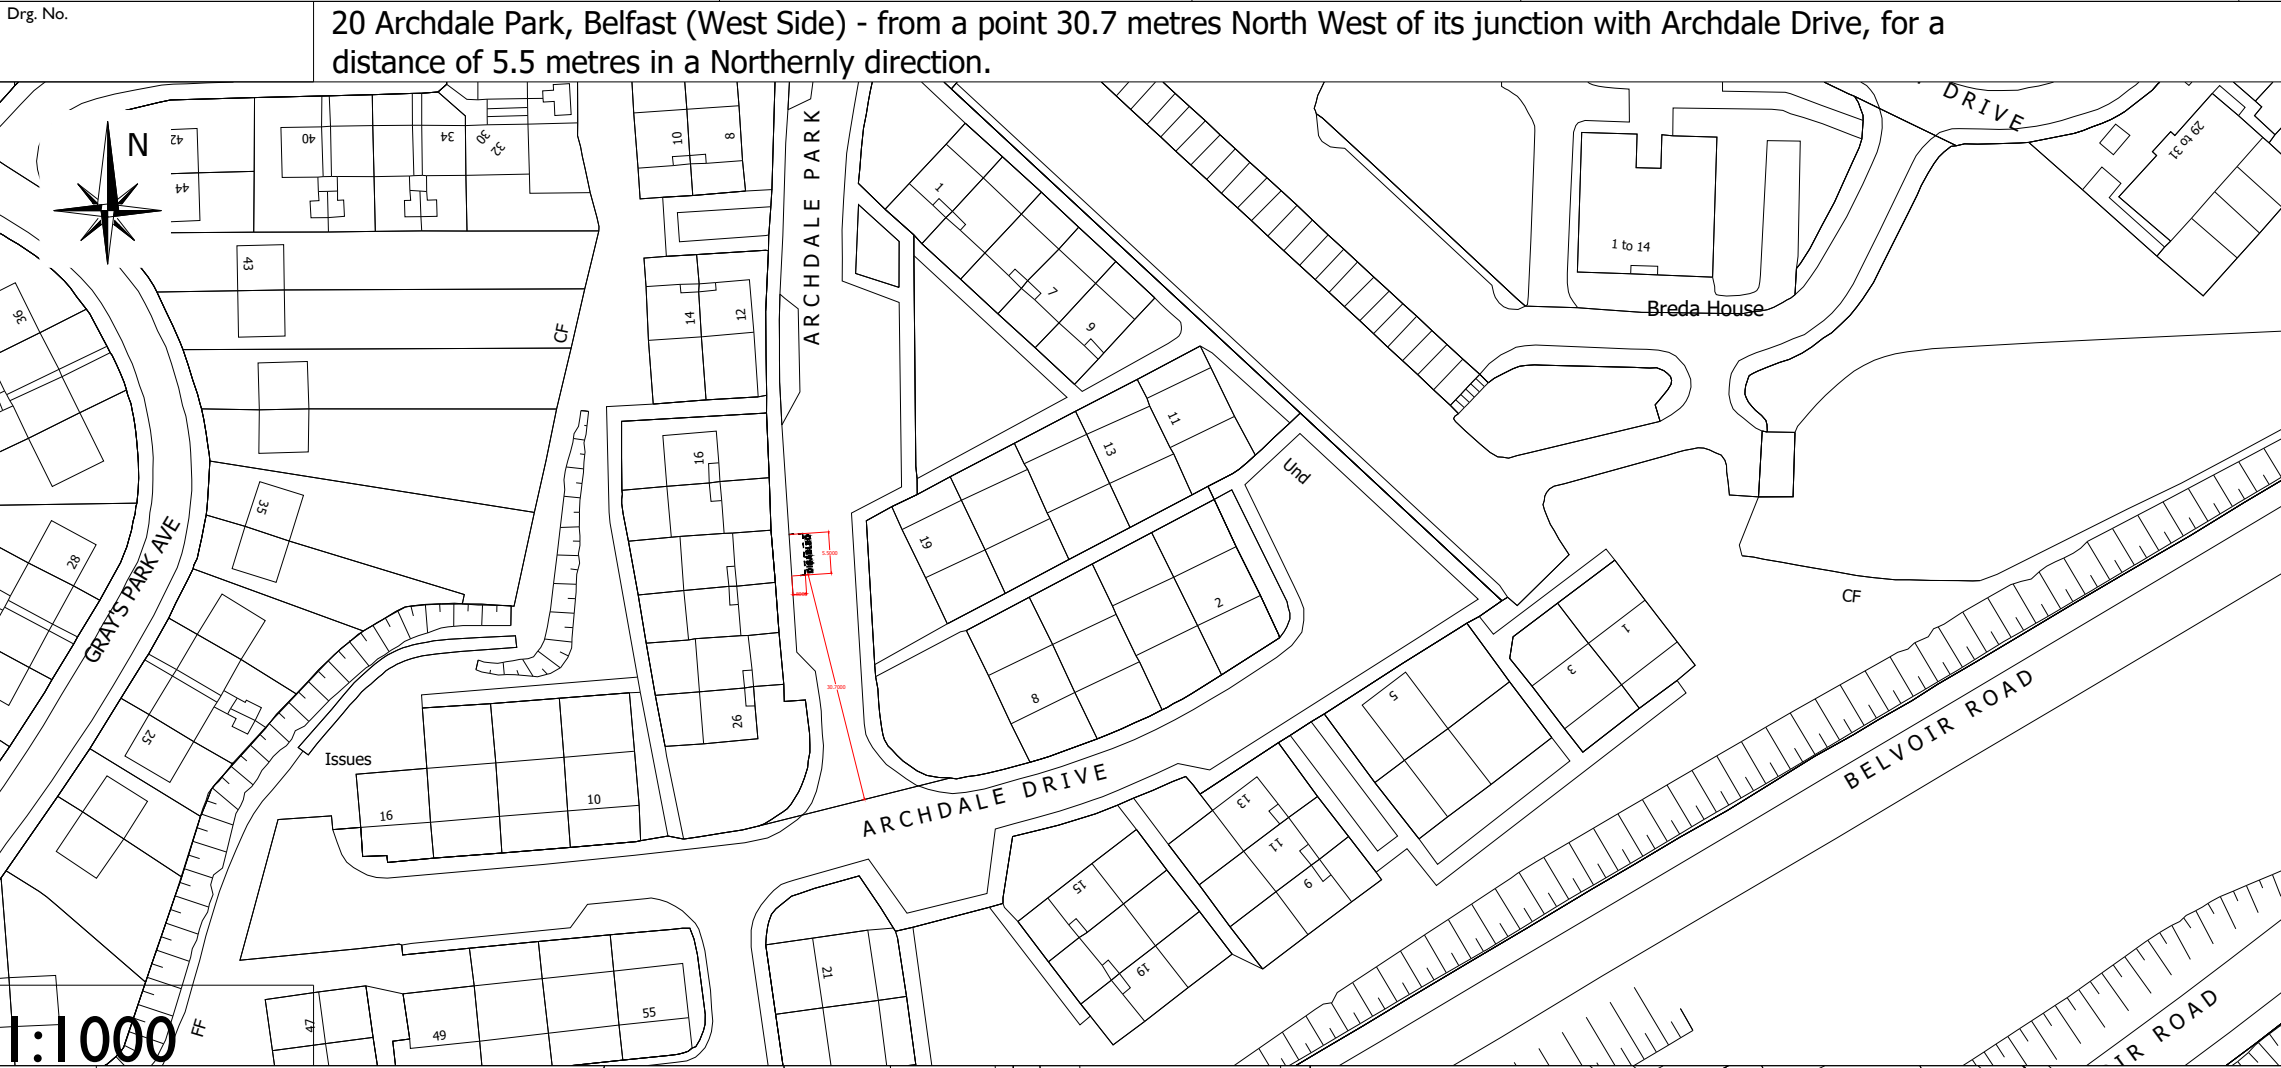 Drg. No.
20 Archdale Park, Belfast (West Side) - from a point 30.7 metres North West of its junction with Archdale Drive, for a
distance of 5.5 metres in a Northernly direction.
N
42
44
40
34
30
32
10
8
ARCHDALE PARK
DRIVE
29 to 31
1
1 to 14
Breda House
43
CF
14
12
7
9
36
16
13
11
Und
19
35
28
GRAY'S PARK AVE
5.5000
30.7000
2
8
CF
1
3
5
25
26
Issues
16
10
ARCHDALE DRIVE
BELVOIR ROAD
13
11
9
15
19
21
47
49
55
FF
1:1000
IR ROAD